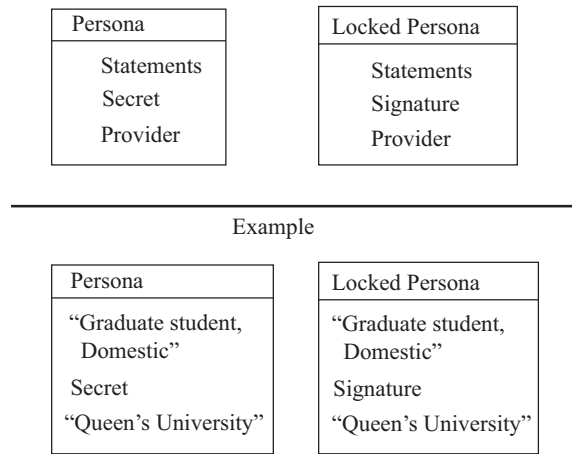 Persona
Statements
Secret
Provider
Locked Persona
Statements
Signature
Provider
Example
Persona
“Graduate student,
Domestic”
Secret
“Queen’s University”
Locked Persona
“Graduate student,
Domestic”
Signature
“Queen’s University”